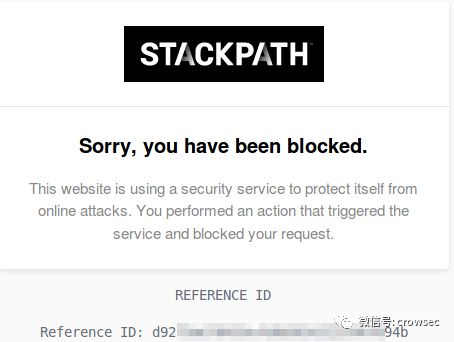 STACKPATH
Sorry, you have been blocked.
This website is using a security service to protect itself from
online attacks. You performed an action that triggered the
service and blocked your request.
REFERENCE ID
Reference ID: d92 94b
微信号: crowsec